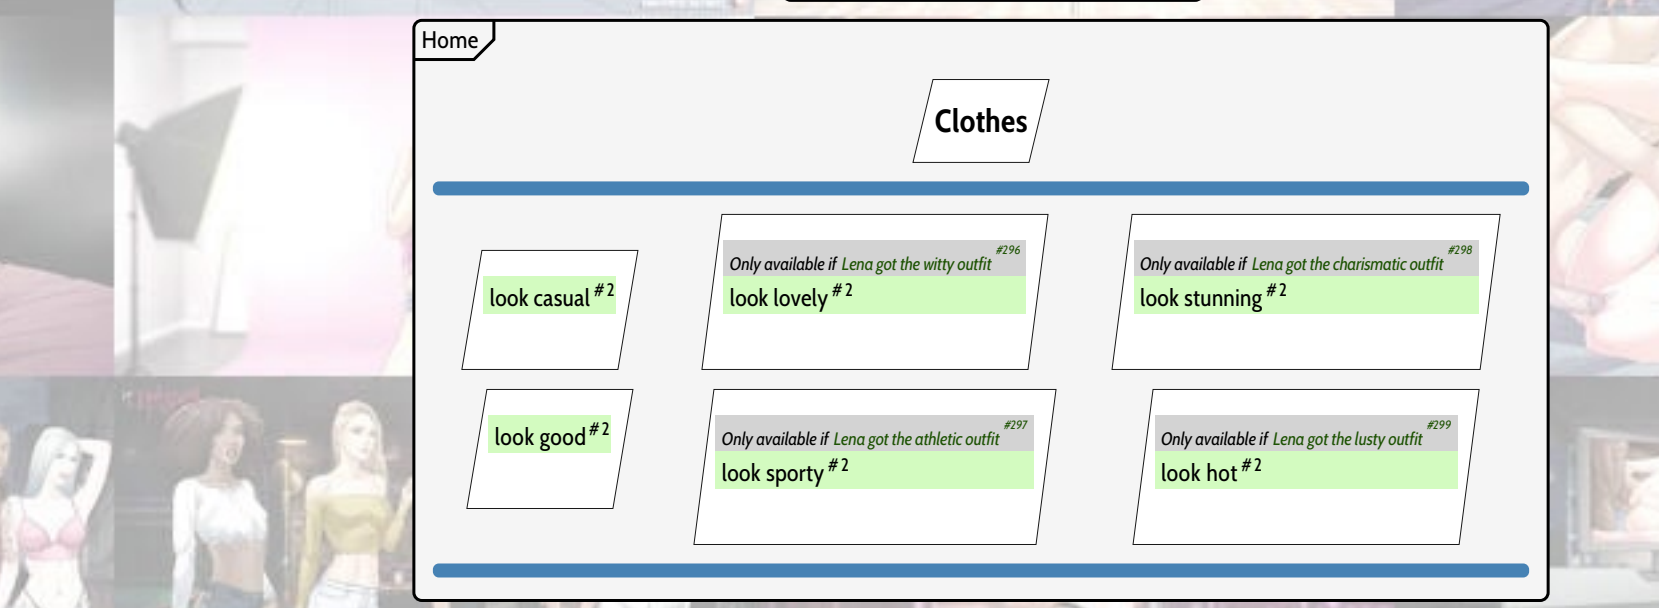 Home
Clothes
look casual #2
#296
Only available if Lena got the witty outfit
look lovely #2
#298
Only available if Lena got the charismatic outfit
look stunning #2
look good #2
#297
Only available if Lena got the athletic outfit
look sporty #2
#299
Only available if Lena got the lusty outfit
look hot #2